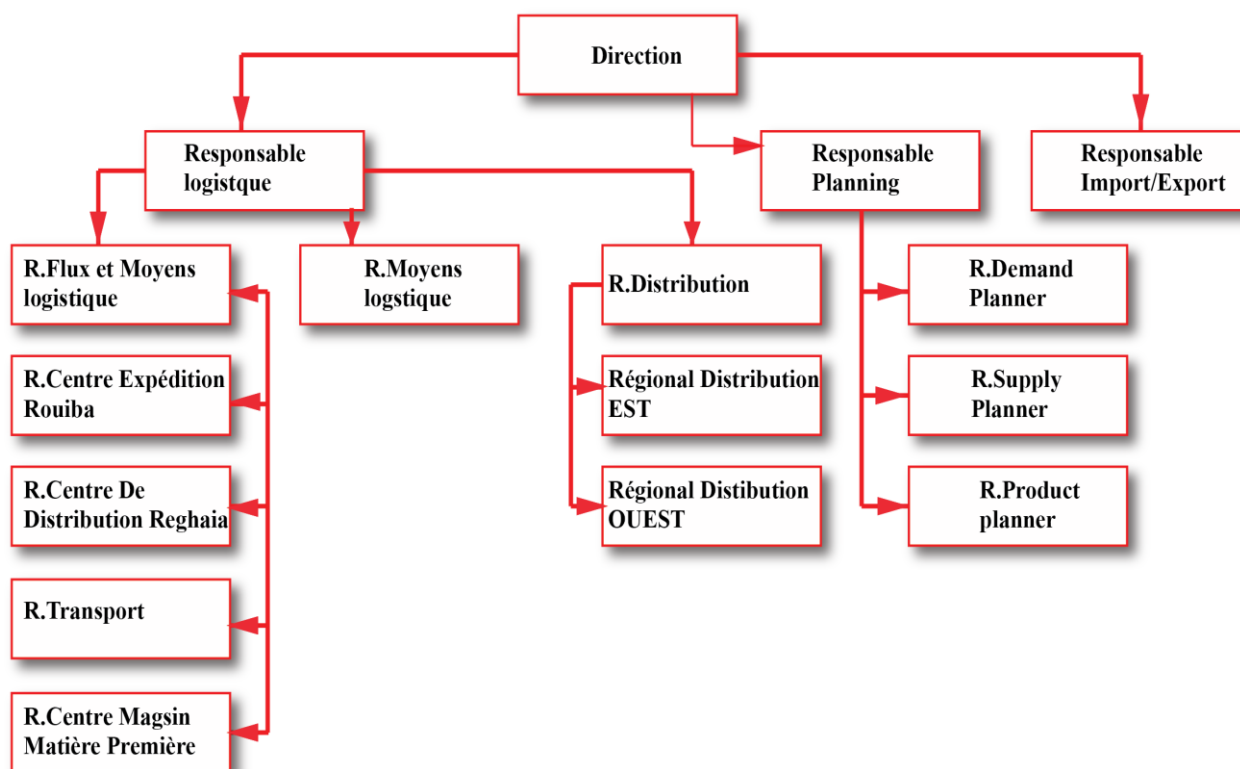 Direction
Responsable
logistque
Responsable
Planning
Responsable
Import/Export
R.Flux et Moyens
logistique
R.Moyens
logstique
R.Distribution
R.Demand
Planner
R.Centre Expédition
Rouiba
Régional Distribution
EST
R.Supply
Planner
R.Centre De
Distribution Reghaia
Régional Distibution
OUEST
R.Product
planner
R.Transport
R.Centre Magsin
Matière Première